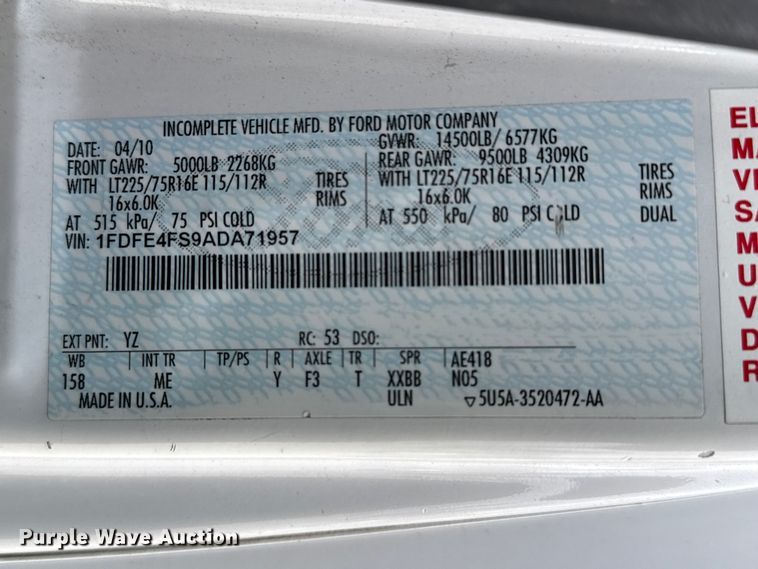 INCOMPLETE VEHICLE MFD. BY FORD MOTOR COMPANY
DATE: 04/10 GVWR: 14500LB/ 6577KG
FRONT GAWR: 5000LB 2268KG REAR GAWR: 9500LB 4309KG
WITH LT225/75R16E 115/112R TIRES WITH LT225/75R16E 115/112R TIRES
16x6.0K RIMS 16x6.0K RIMS
AT 515 kPa/ 75 PSI COLD AT 550 kPa/ 80 PSI COLD DUAL
VIN: 1FDFE4FS9ADA71957
EXT PNT: YZ RC: 53 DSO:
WB INT TR TP/PS R AXLE TR SPR AE418
158 ME Y F3 T XXBB N05
MADE IN U.S.A. ULN ▽5U5A-3520472-AA
EL
MA
VE
SA
M
U
V
D
R
Purple Wave Auction